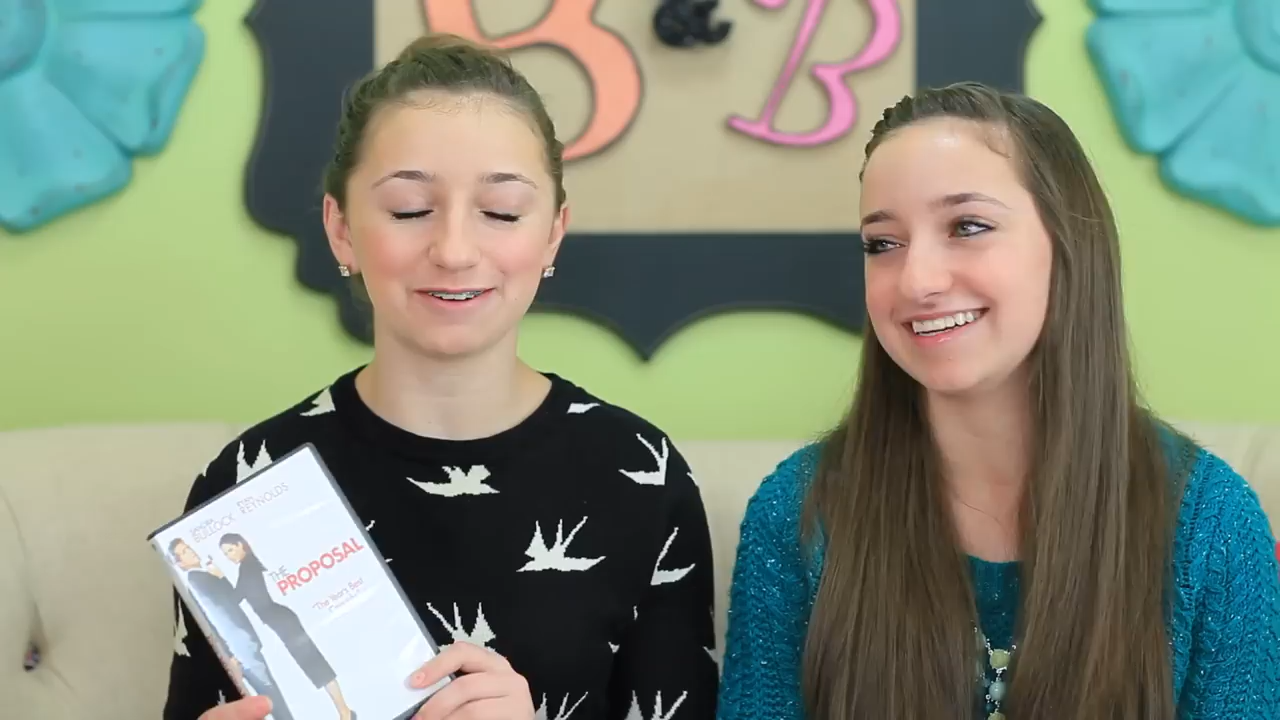 B & B
SANDRA RYAN
BULLOCK REYNOLDS
THE
PROPOSAL
"The Year's Best